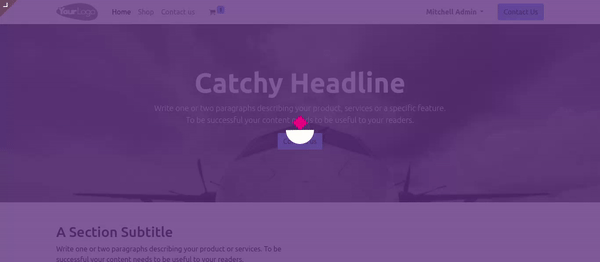 YourLogo
Home Shop Contact us
Mitchell Admin
Contact Us
Catchy Headline
Write one or two paragraphs describing your product, services or a specific feature.
To be successful your content needs to be useful to your readers.
A Section Subtitle
Write one or two paragraphs describing your product or services. To be
successful your content needs to be useful to your readers.